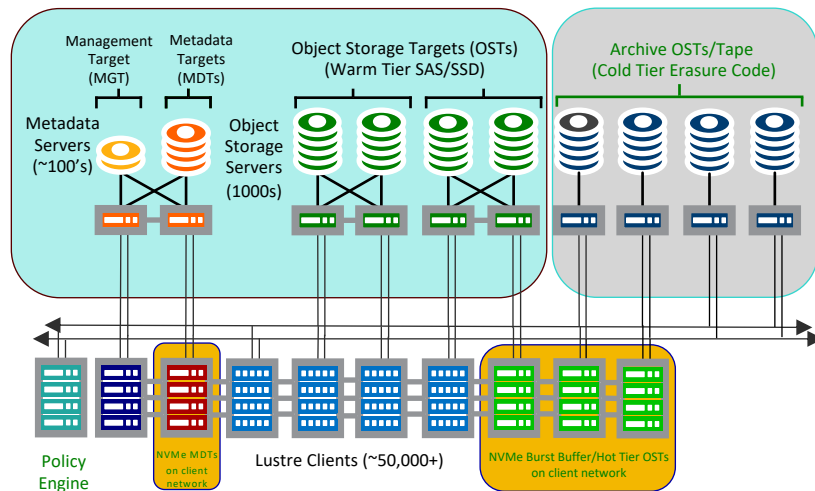 Management
Target
(MGT)
Metadata
Targets
(MDTs)
Object Storage Targets (OSTs)
(Warm Tier SAS/SSD)
Archive OSTs/Tape
(Cold Tier Erasure Code)
Metadata
Servers
(~100's)
Object
Storage
Servers
(1000s)
Policy
Engine
NVMe MDTs
on client
network
Lustre Clients (~50,000+)
NVMe Burst Buffer/Hot Tier OSTs
on client network